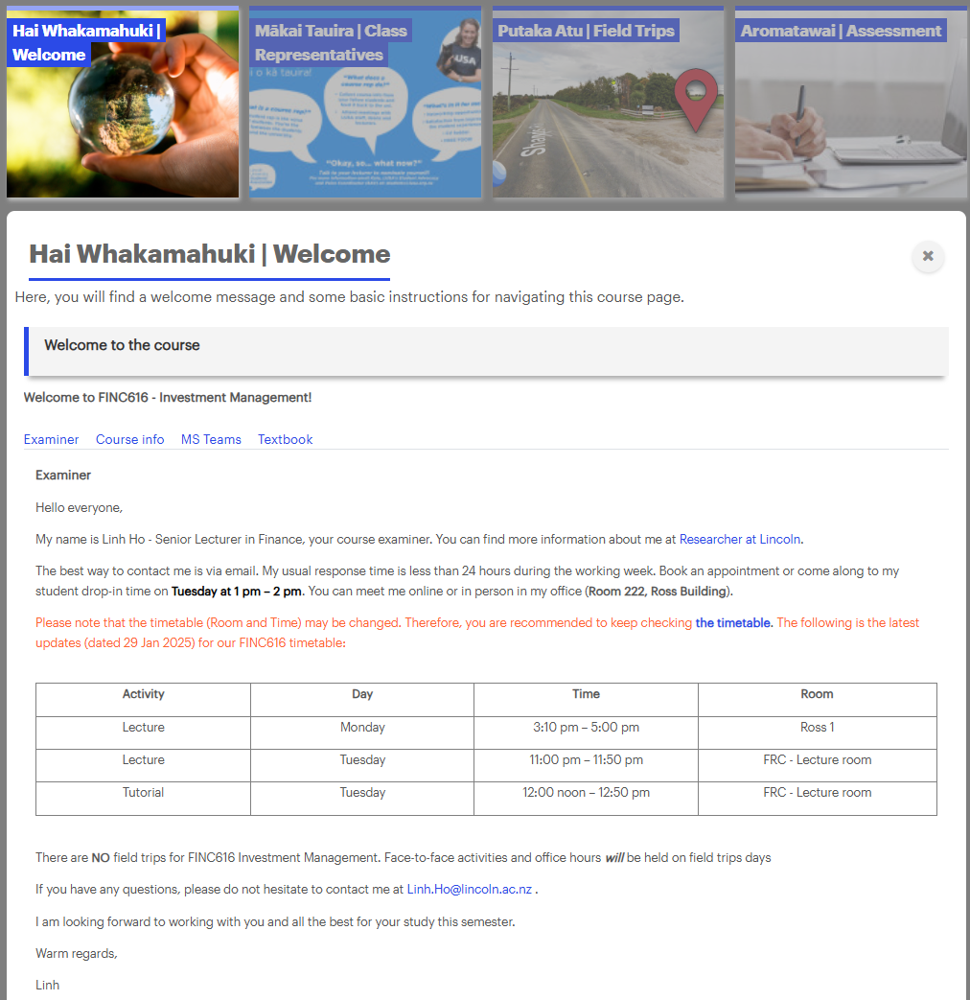 Hai Whakamahuki |
Welcome
Mākai Tauira | Class
Representatives
Putaka Atu | Field Trips
Aromatawai | Assessment
o kā tauira!
"What does a
course rep do?"
"Okay, so... what now?"
Hai Whakamahuki | Welcome
Here, you will find a welcome message and some basic instructions for navigating this course page.
Welcome to the course
Welcome to FINC616 - Investment Management!
Examiner Course info MS Teams Textbook
Examiner
Hello everyone,
My name is Linh Ho - Senior Lecturer in Finance, your course examiner. You can find more information about me at Researcher at Lincoln.
The best way to contact me is via email. My usual response time is less than 24 hours during the working week. Book an appointment or come along to my
student drop-in time on Tuesday at 1 pm – 2 pm. You can meet me online or in person in my office (Room 222, Ross Building).
Please note that the timetable (Room and Time) may be changed. Therefore, you are recommended to keep checking the timetable. The following is the latest
updates (dated 29 Jan 2025) for our FINC616 timetable:
Activity Day Time Room
Lecture Monday 3:10 pm – 5:00 pm Ross 1
Lecture Tuesday 11:00 pm – 11:50 pm FRC - Lecture room
Tutorial Tuesday 12:00 noon – 12:50 pm FRC - Lecture room
There are NO field trips for FINC616 Investment Management. Face-to-face activities and office hours will be held on field trips days
If you have any questions, please do not hesitate to contact me at Linh.Ho@lincoln.ac.nz .
I am looking forward to working with you and all the best for your study this semester.
Warm regards,
Linh